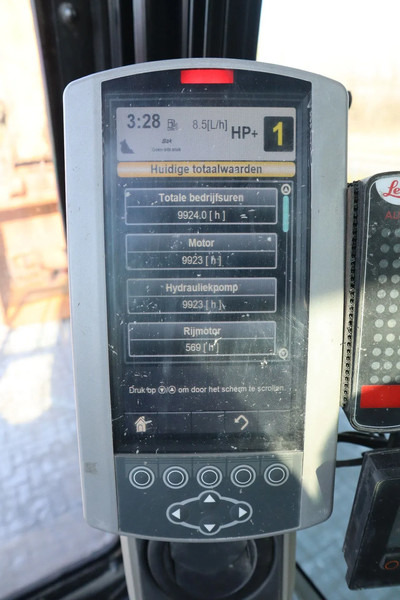 3:28
8.5[L/h]
HP+
1
Huidige totaalwaarden
Totale bedrijfsuren
9924.0 [ h ]
Motor
9923 [ h ]
Hydrauliekpomp
9923 [ h ]
Rijmotor
569 [ h ]
Druk op om door het scherm te scrollen.
Le